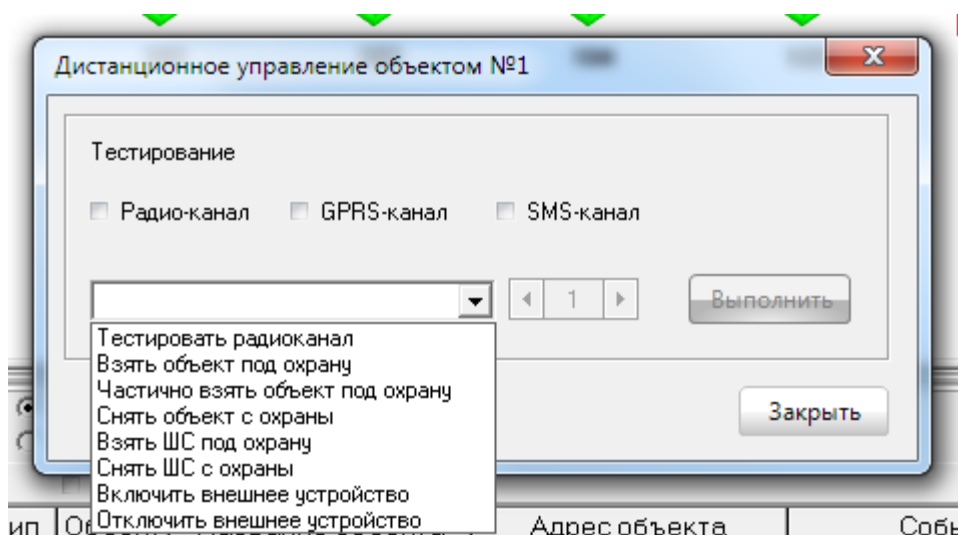 Дистанционное управление объектом №1
Тестирование
Радио-канал GPRS-канал SMS-канал
1 Выполнить
Тестировать радиоканал
Взять объект под охрану
Частично взять объект под охрану
Снять объект с охраны
Взять ШС под охрану
Снять ШС с охраны
Включить внешнее устройство
Отключить внешнее устройство
Закрыть
Адрес объекта